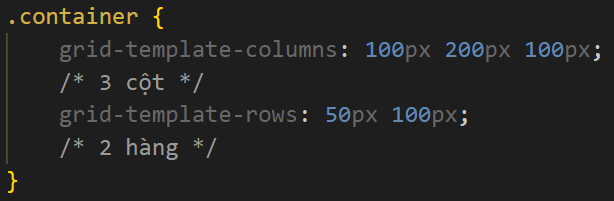 .container {
grid-template-columns: 100px 200px 100px;
/* 3 cột */
grid-template-rows: 50px 100px;
/* 2 hàng */
}